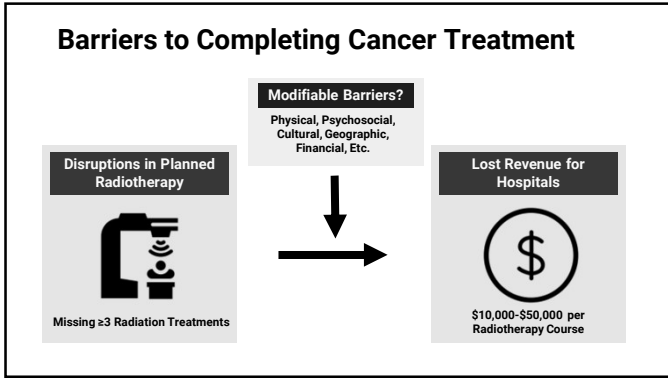 Barriers to Completing Cancer Treatment
Modifiable Barriers?
Physical, Psychosocial,
Cultural, Geographic,
Financial, Etc.
Disruptions in Planned
Radiotherapy
Missing ≥3 Radiation Treatments
Lost Revenue for
Hospitals
$
$10,000-$50,000 per
Radiotherapy Course